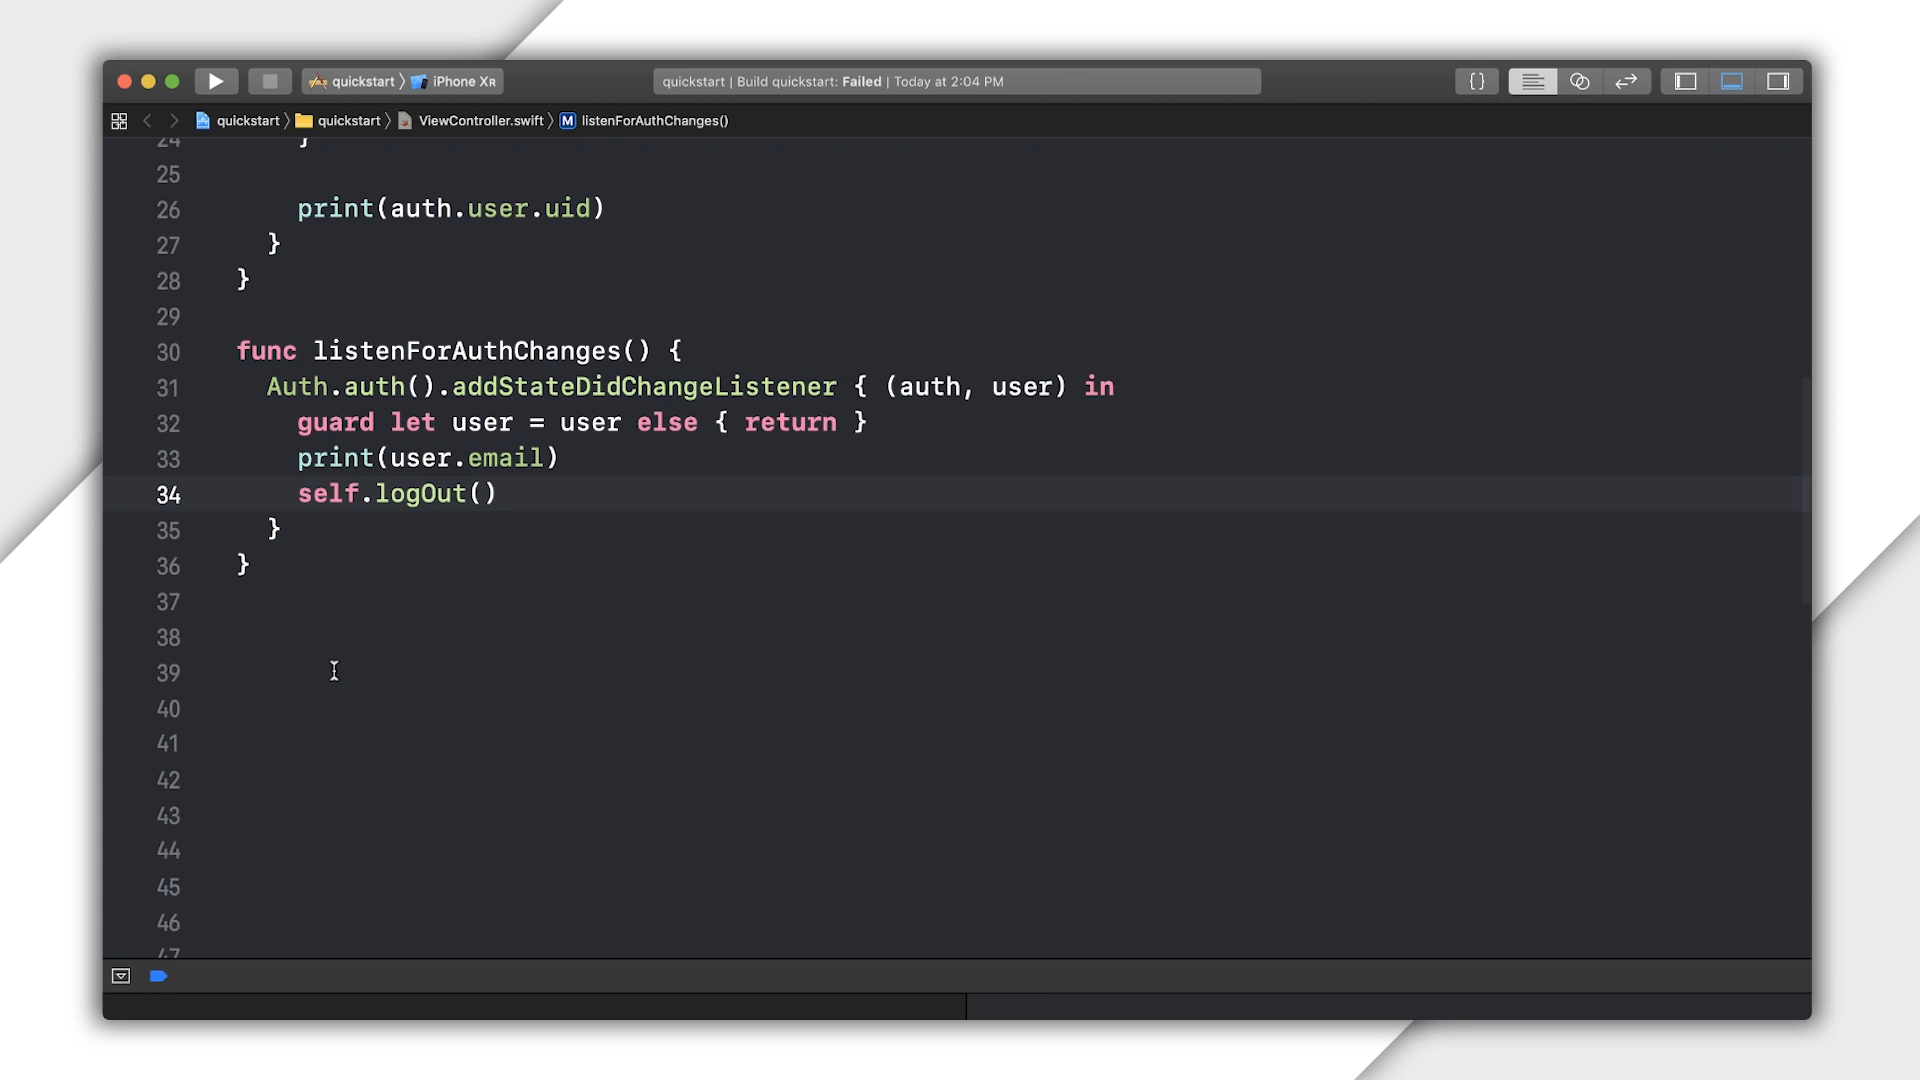 quickstart iPhone XR quickstart | Build quickstart: Failed | Today at 2:04 PM {}
quickstart quickstart ViewController.swift M listenForAuthChanges()
24 }
25
26 print(auth.user.uid)
27 }
28 }
29
30 func listenForAuthChanges() {
31 Auth.auth().addStateDidChangeListener { (auth, user) in
32 guard let user = user else { return }
33 print(user.email)
34 self.logOut()
35 }
36 }
37
38
39
40
41
42
43
44
45
46
47